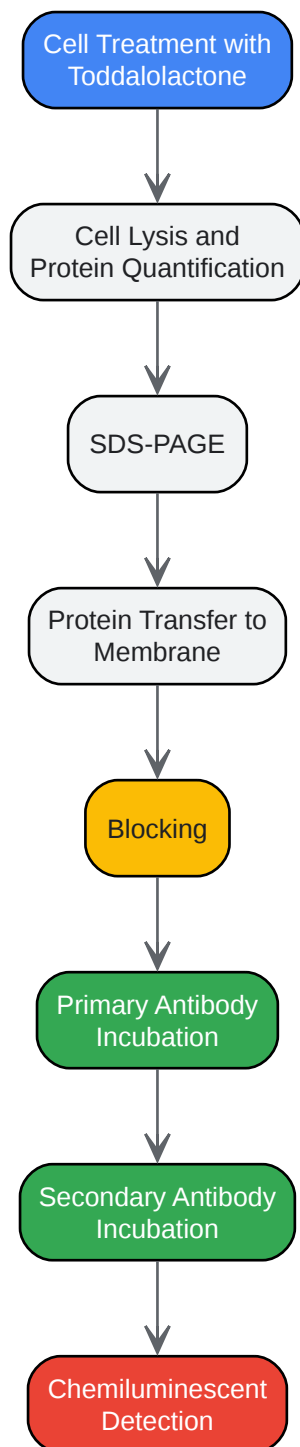 Cell Treatment with
Toddalolactone
Cell Lysis and
Protein Quantification
SDS-PAGE
Protein Transfer to
Membrane
Blocking
Primary Antibody
Incubation
Secondary Antibody
Incubation
Chemiluminescent
Detection